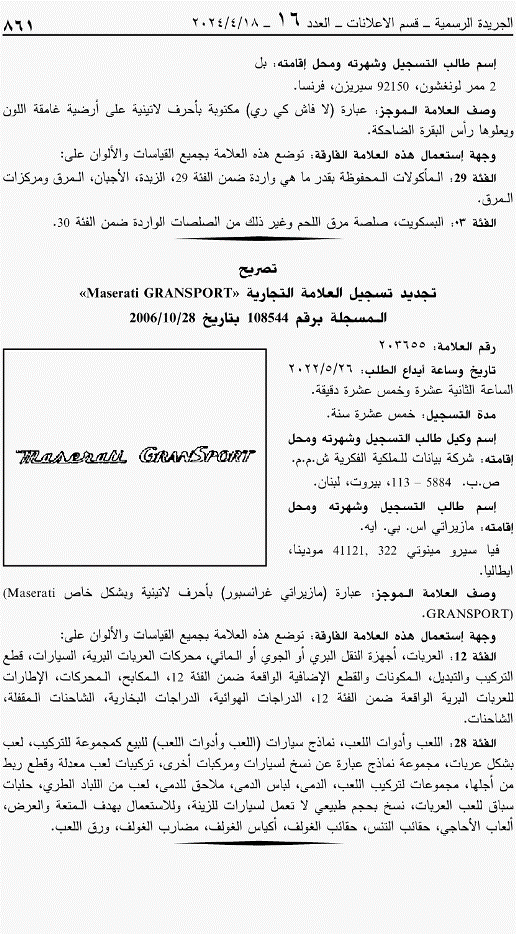 الجريدة الرسمية ــ قسم الاعلانات ــ العدد ١٦ ــ ٢٠٢٤/٤/١٨ ٨٦١
إسم طالب التسجيل وشهرته ومحل إقامته: بل
2 ممر لونغشون، 92150 سيريزن، فرنسا.
وصف العلامة الموجز: عبارة (لا فاش كي ري) مكتوبة بأحرف لاتينية على أرضية غامقة اللون
ويعلوها رأس البقرة الضاحكة.
وجهة إستعمال هذه العلامة الفارقة: توضع هذه العلامة بجميع القياسات والألوان على:
الفئة 29: المأكولات المحفوظة بقدر ما هي واردة ضمن الفئة 29، الزبدة، الأجبان، المرق ومركزات
المرق.
الفئة ٠٣: البسكويت، صلصة مرق اللحم وغير ذلك من الصلصات الواردة ضمن الفئة 30.
تصريح
تجديد تسجيل العلامة التجارية «Maserati GRANSPORT»
المسجلة برقم 108544 بتاريخ 2006/10/28
رقم العلامة: ٢٠٣٦٥٥
تاريخ وساعة أيداع الطلب: ٢٠٢٢/٥/٢٦
الساعة الثانية عشرة وخمس عشرة دقيقة.
مدة التسجيل: خمس عشرة سنة.
إسم وكيل طالب التسجيل وشهرته ومحل
إقامته: شركة بيانات للملكية الفكرية ش.م.م.
ص.ب. 5884 – 113، بيروت، لبنان.
إسم طالب التسجيل وشهرته ومحل
إقامته: مازيراتي اس. بي. ايه.
فيا سيرو مينوتي 322 ,41121 مودينا،
ايطاليا.
Maserati GRANSPORT
وصف العلامة الموجز: عبارة (مازيراتي غرانسبور) بأحرف لاتينية وبشكل خاص (Maserati
GRANSPORT).
وجهة إستعمال هذه العلامة الفارقة: توضع هذه العلامة بجميع القياسات والألوان على:
الفئة 12: العربات، أجهزة النقل البري أو الجوي أو المائي، محركات العربات البرية، السيارات، قطع
التركيب والتبديل، المكونات والقطع الإضافية الواقعة ضمن الفئة 12، المكابح، المحركات، الإطارات
للعربات البرية الواقعة ضمن الفئة 12، الدراجات الهوائية، الدراجات البخارية، الشاحنات المقفلة،
الشاحنات.
الفئة 28: اللعب وأدوات اللعب، نماذج سيارات (اللعب وأدوات اللعب) للبيع كمجموعة للتركيب، لعب
بشكل عربات، مجموعة نماذج عبارة عن نسخ لسيارات ومركبات أخرى، تركيبات لعب معدلة وقطع ربط
من أجلها، مجموعات لتركيب اللعب، الدمى، لباس الدمى، ملاحق للدمى، لعب من اللباد الطري، حلبات
سباق للعب العربات، نسخ بحجم طبيعي لا تعمل لسيارات للزينة، وللاستعمال بهدف المتعة والعرض،
ألعاب الأحاجي، حقائب التنس، حقائب الغولف، أكياس الغولف، مضارب الغولف، ورق اللعب.